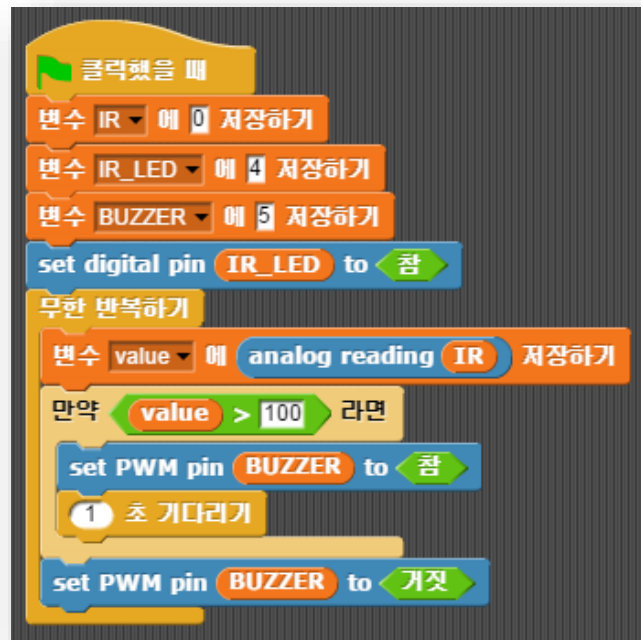 클릭했을 때
변수 IR 에 0 저장하기
변수 IR_LED 에 4 저장하기
변수 BUZZER 에 5 저장하기
set digital pin IR_LED to 참
무한 반복하기
변수 value 에 analog reading IR 저장하기
만약 value > 100 라면
set PWM pin BUZZER to 참
1 초 기다리기
set PWM pin BUZZER to 거짓